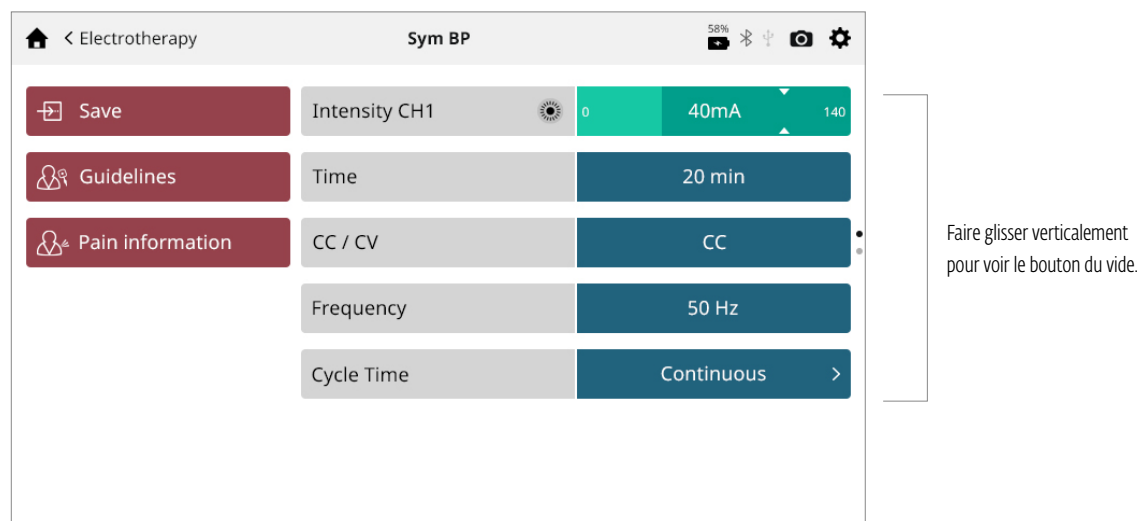 < Electrotherapy
Sym BP
58%
Save
Intensity CH1
0
40mA
140
Guidelines
Time
20 min
Pain information
CC / CV
CC
Faire glisser verticalement
pour voir le bouton du vide.
Frequency
50 Hz
Cycle Time
Continuous >